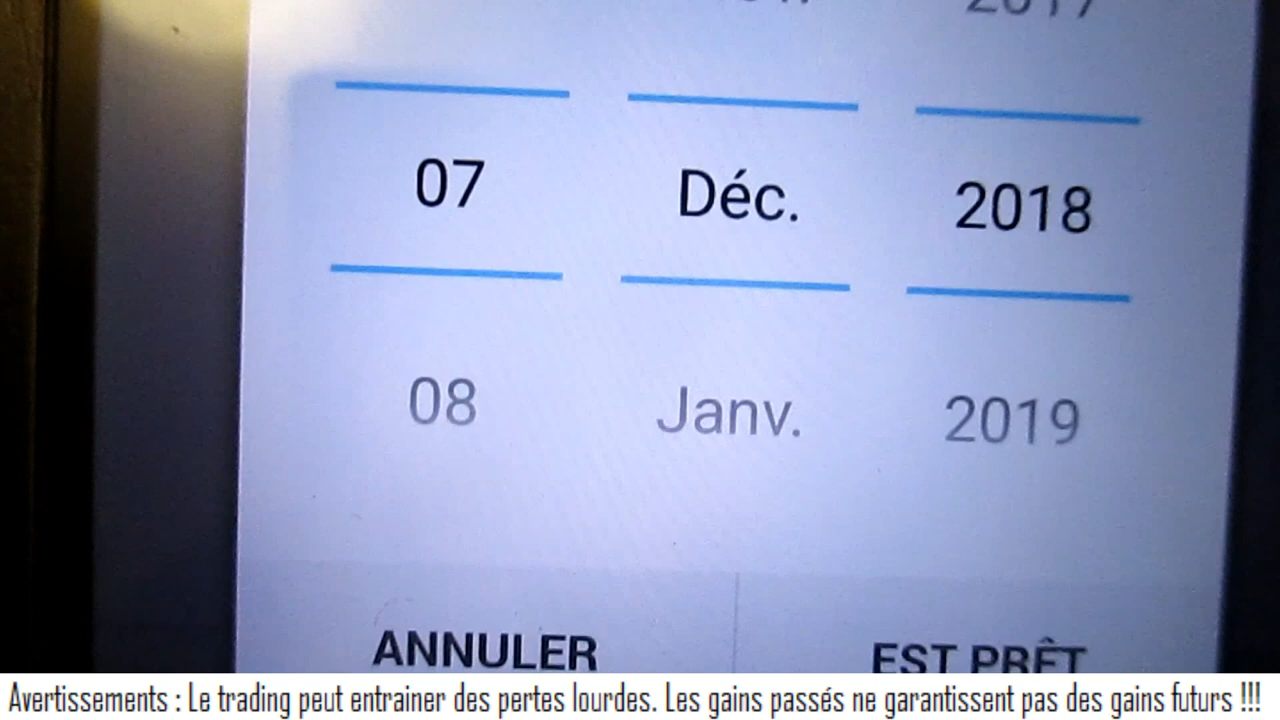 2017
07 Déc. 2018
08 Janv. 2019
ANNULER EST PRÊT
Avertissements : Le trading peut entrainer des pertes lourdes. Les gains passés ne garantissent pas des gains futurs !!!